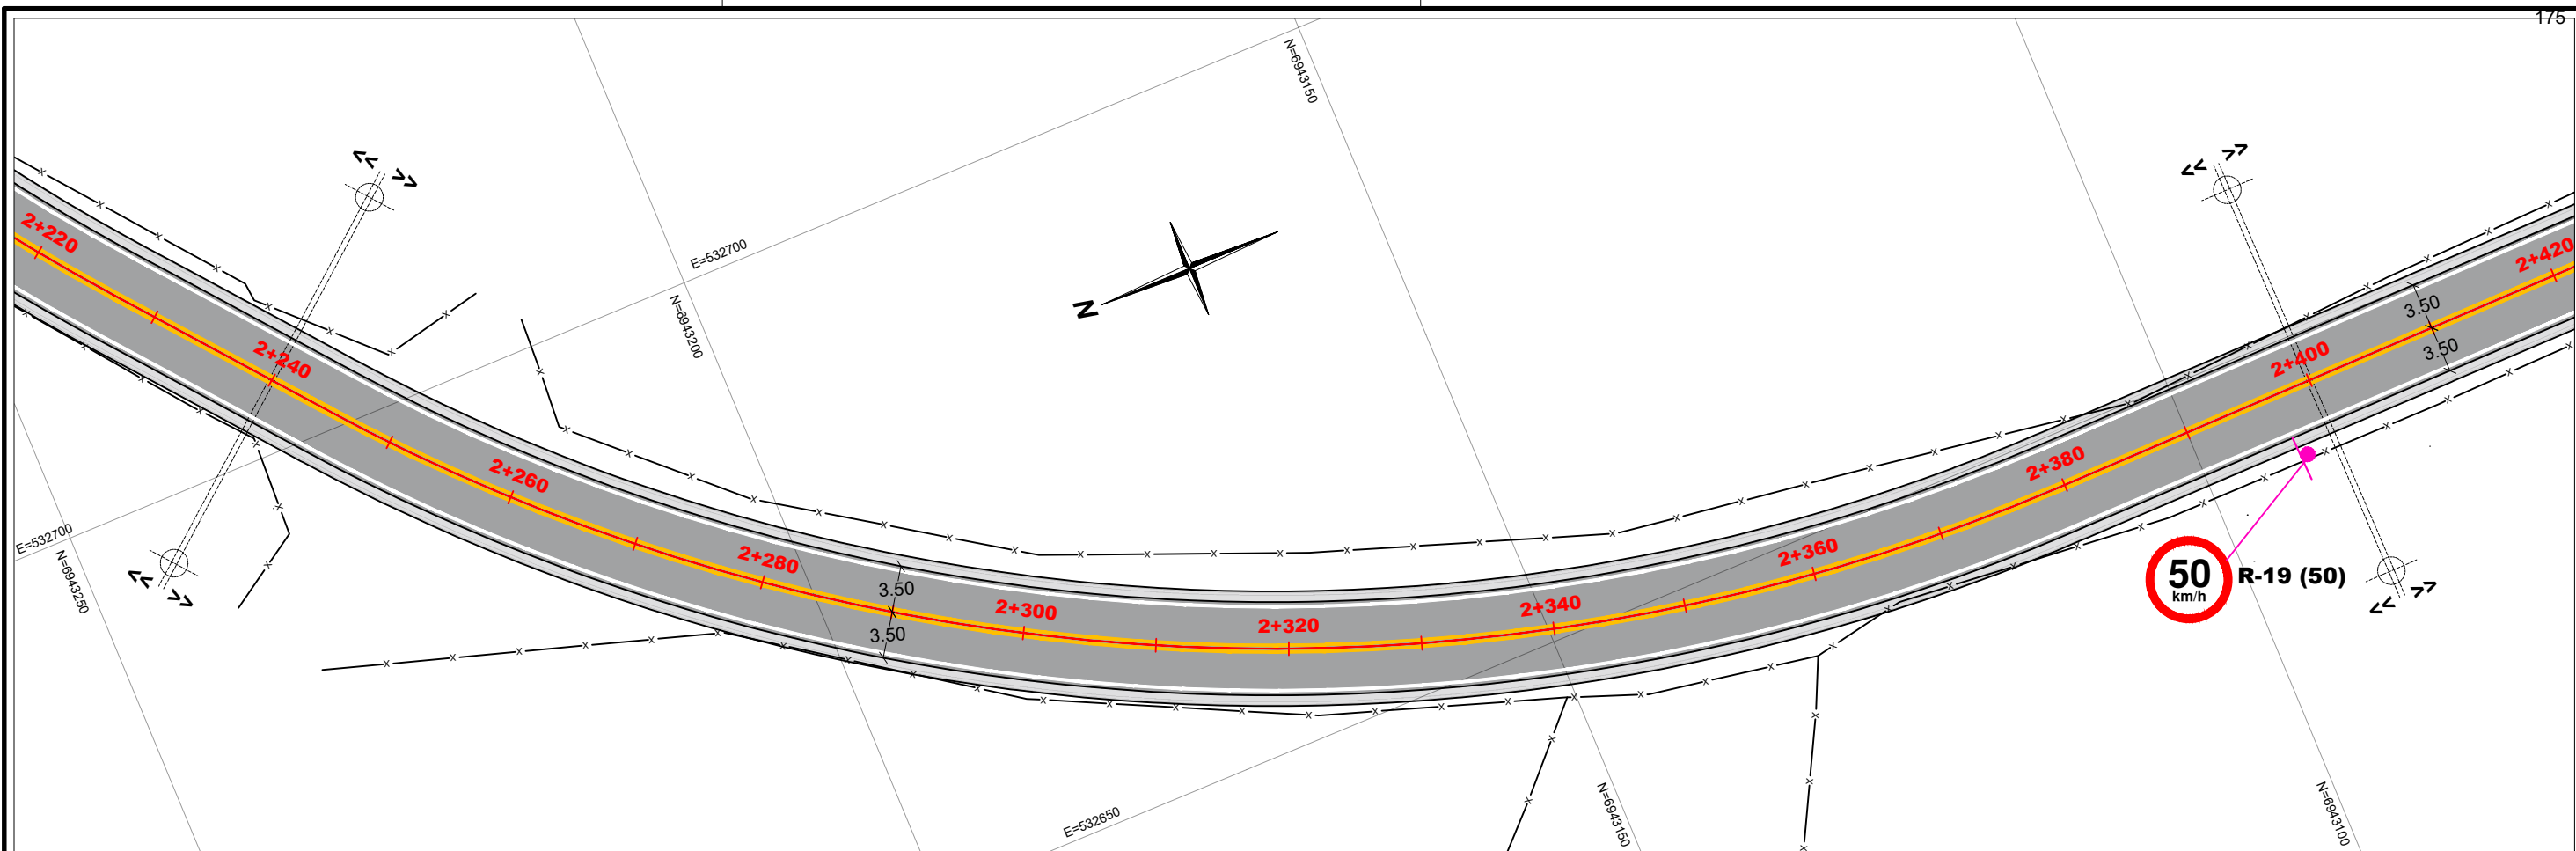 175
N=6943150
<< >>
<< >>
2+220
E=532700
N=6943200
N
2+240
2+260
2+280
3.50
3.50
2+300
2+320
2+340
2+360
2+380
2+400
3.50
3.50
2+420
E=532700
N=6943250
<< >>
50
km/h
R-19 (50)
<< >>
E=532650
N=6943150
N=6943100